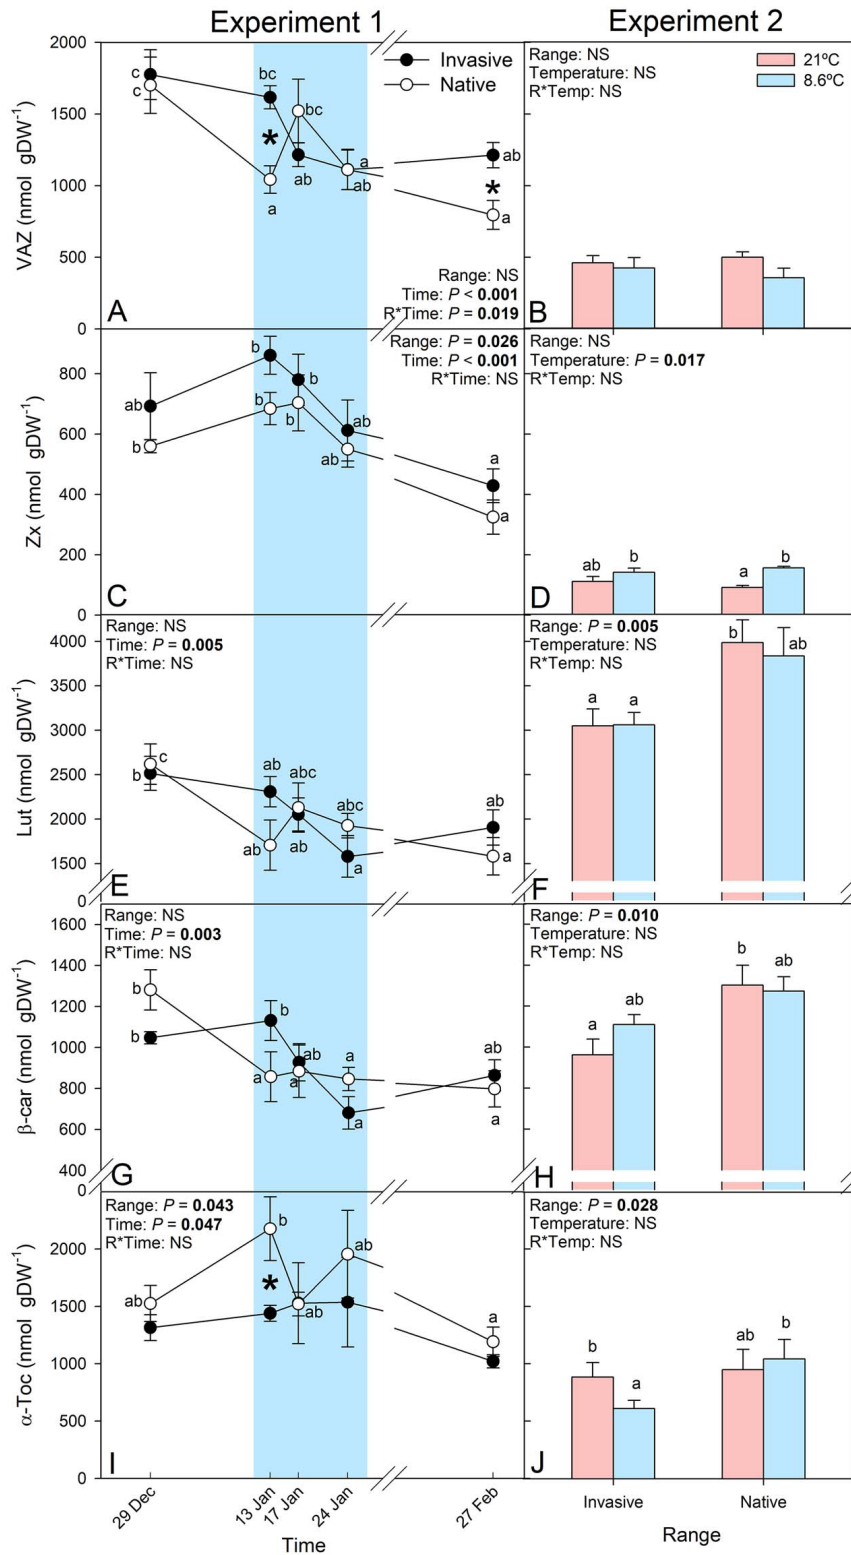 Experiment 1
Experiment 2
VAZ (nmol gDW⁻¹)
2000
1500
1000
500
0
Invasive
Native
c
c
bc
*
a
bc
ab
a
ab
ab
*
a
Range: NS
Time: P < 0.001
R*Time: P = 0.019
A
Range: NS
Temperature: NS
R*Temp: NS
21ºC
8.6ºC
B
Zx (nmol gDW⁻¹)
800
600
400
200
0
Range: P = 0.026
Time: P < 0.001
R*Time: NS
ab
b
b
b
b
b
ab
ab
a
a
C
Range: NS
Temperature: P = 0.017
R*Temp: NS
ab
b
a
b
D
Lut (nmol gDW⁻¹)
4000
3500
3000
2500
2000
1500
0
Range: NS
Time: P = 0.005
R*Time: NS
b
c
ab
ab
abc
ab
abc
a
ab
a
E
Range: P = 0.005
Temperature: NS
R*Temp: NS
a
a
b
ab
F
β-car (nmol gDW⁻¹)
1600
1400
1200
1000
800
600
400
Range: NS
Time: P = 0.003
R*Time: NS
b
b
b
a
ab
a
a
a
ab
a
G
Range: P = 0.010
Temperature: NS
R*Temp: NS
a
ab
b
ab
H
α-Toc (nmol gDW⁻¹)
2000
1500
1000
500
0
Range: P = 0.043
Time: P = 0.047
R*Time: NS
ab
b
*
ab
ab
a
I
Range: P = 0.028
Temperature: NS
R*Temp: NS
b
a
ab
b
J
29 Dec
13 Jan
17 Jan
24 Jan
27 Feb
Time
Invasive
Native
Range